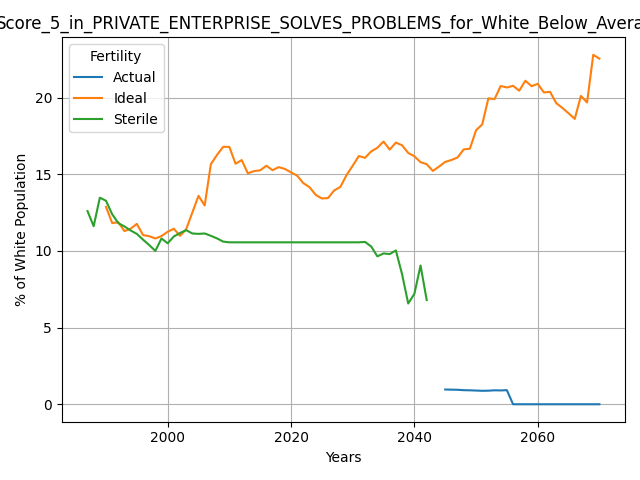 Score_5_in_PRIVATE_ENTERPRISE_SOLVES_PROBLEMS_for_White_Below_Avera
Fertility
Actual
Ideal
Sterile
% of White Population
20
15
10
5
0
2000
2020
2040
2060
Years